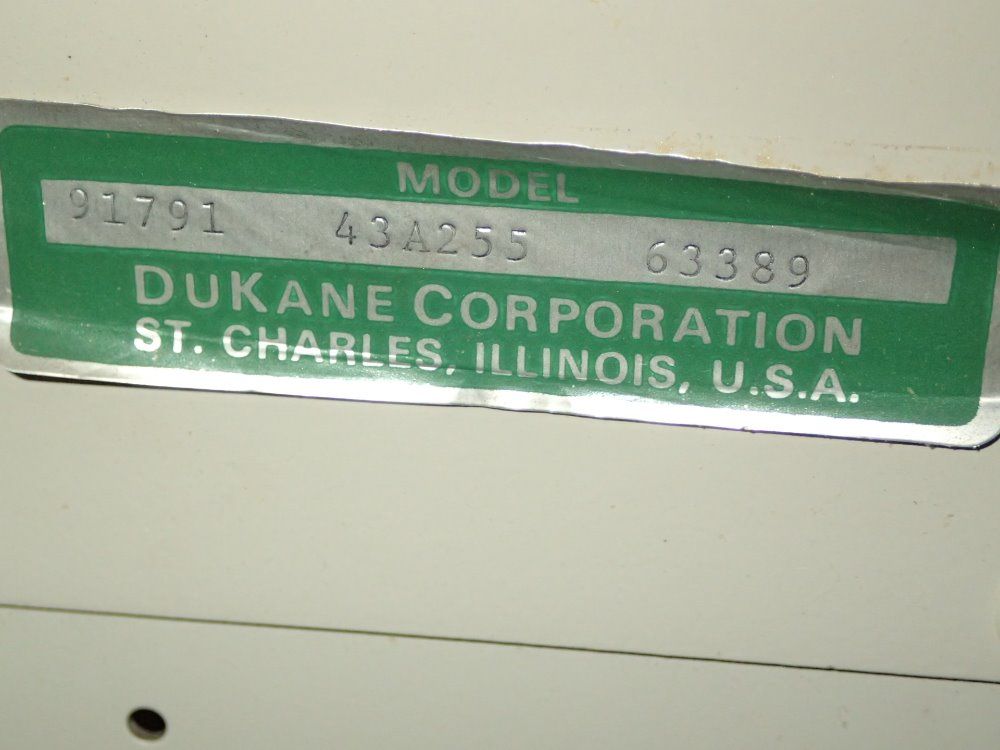 MODEL
91791 43A255 63389
DUKANE CORPORATION
ST. CHARLES, ILLINOIS, U.S.A.